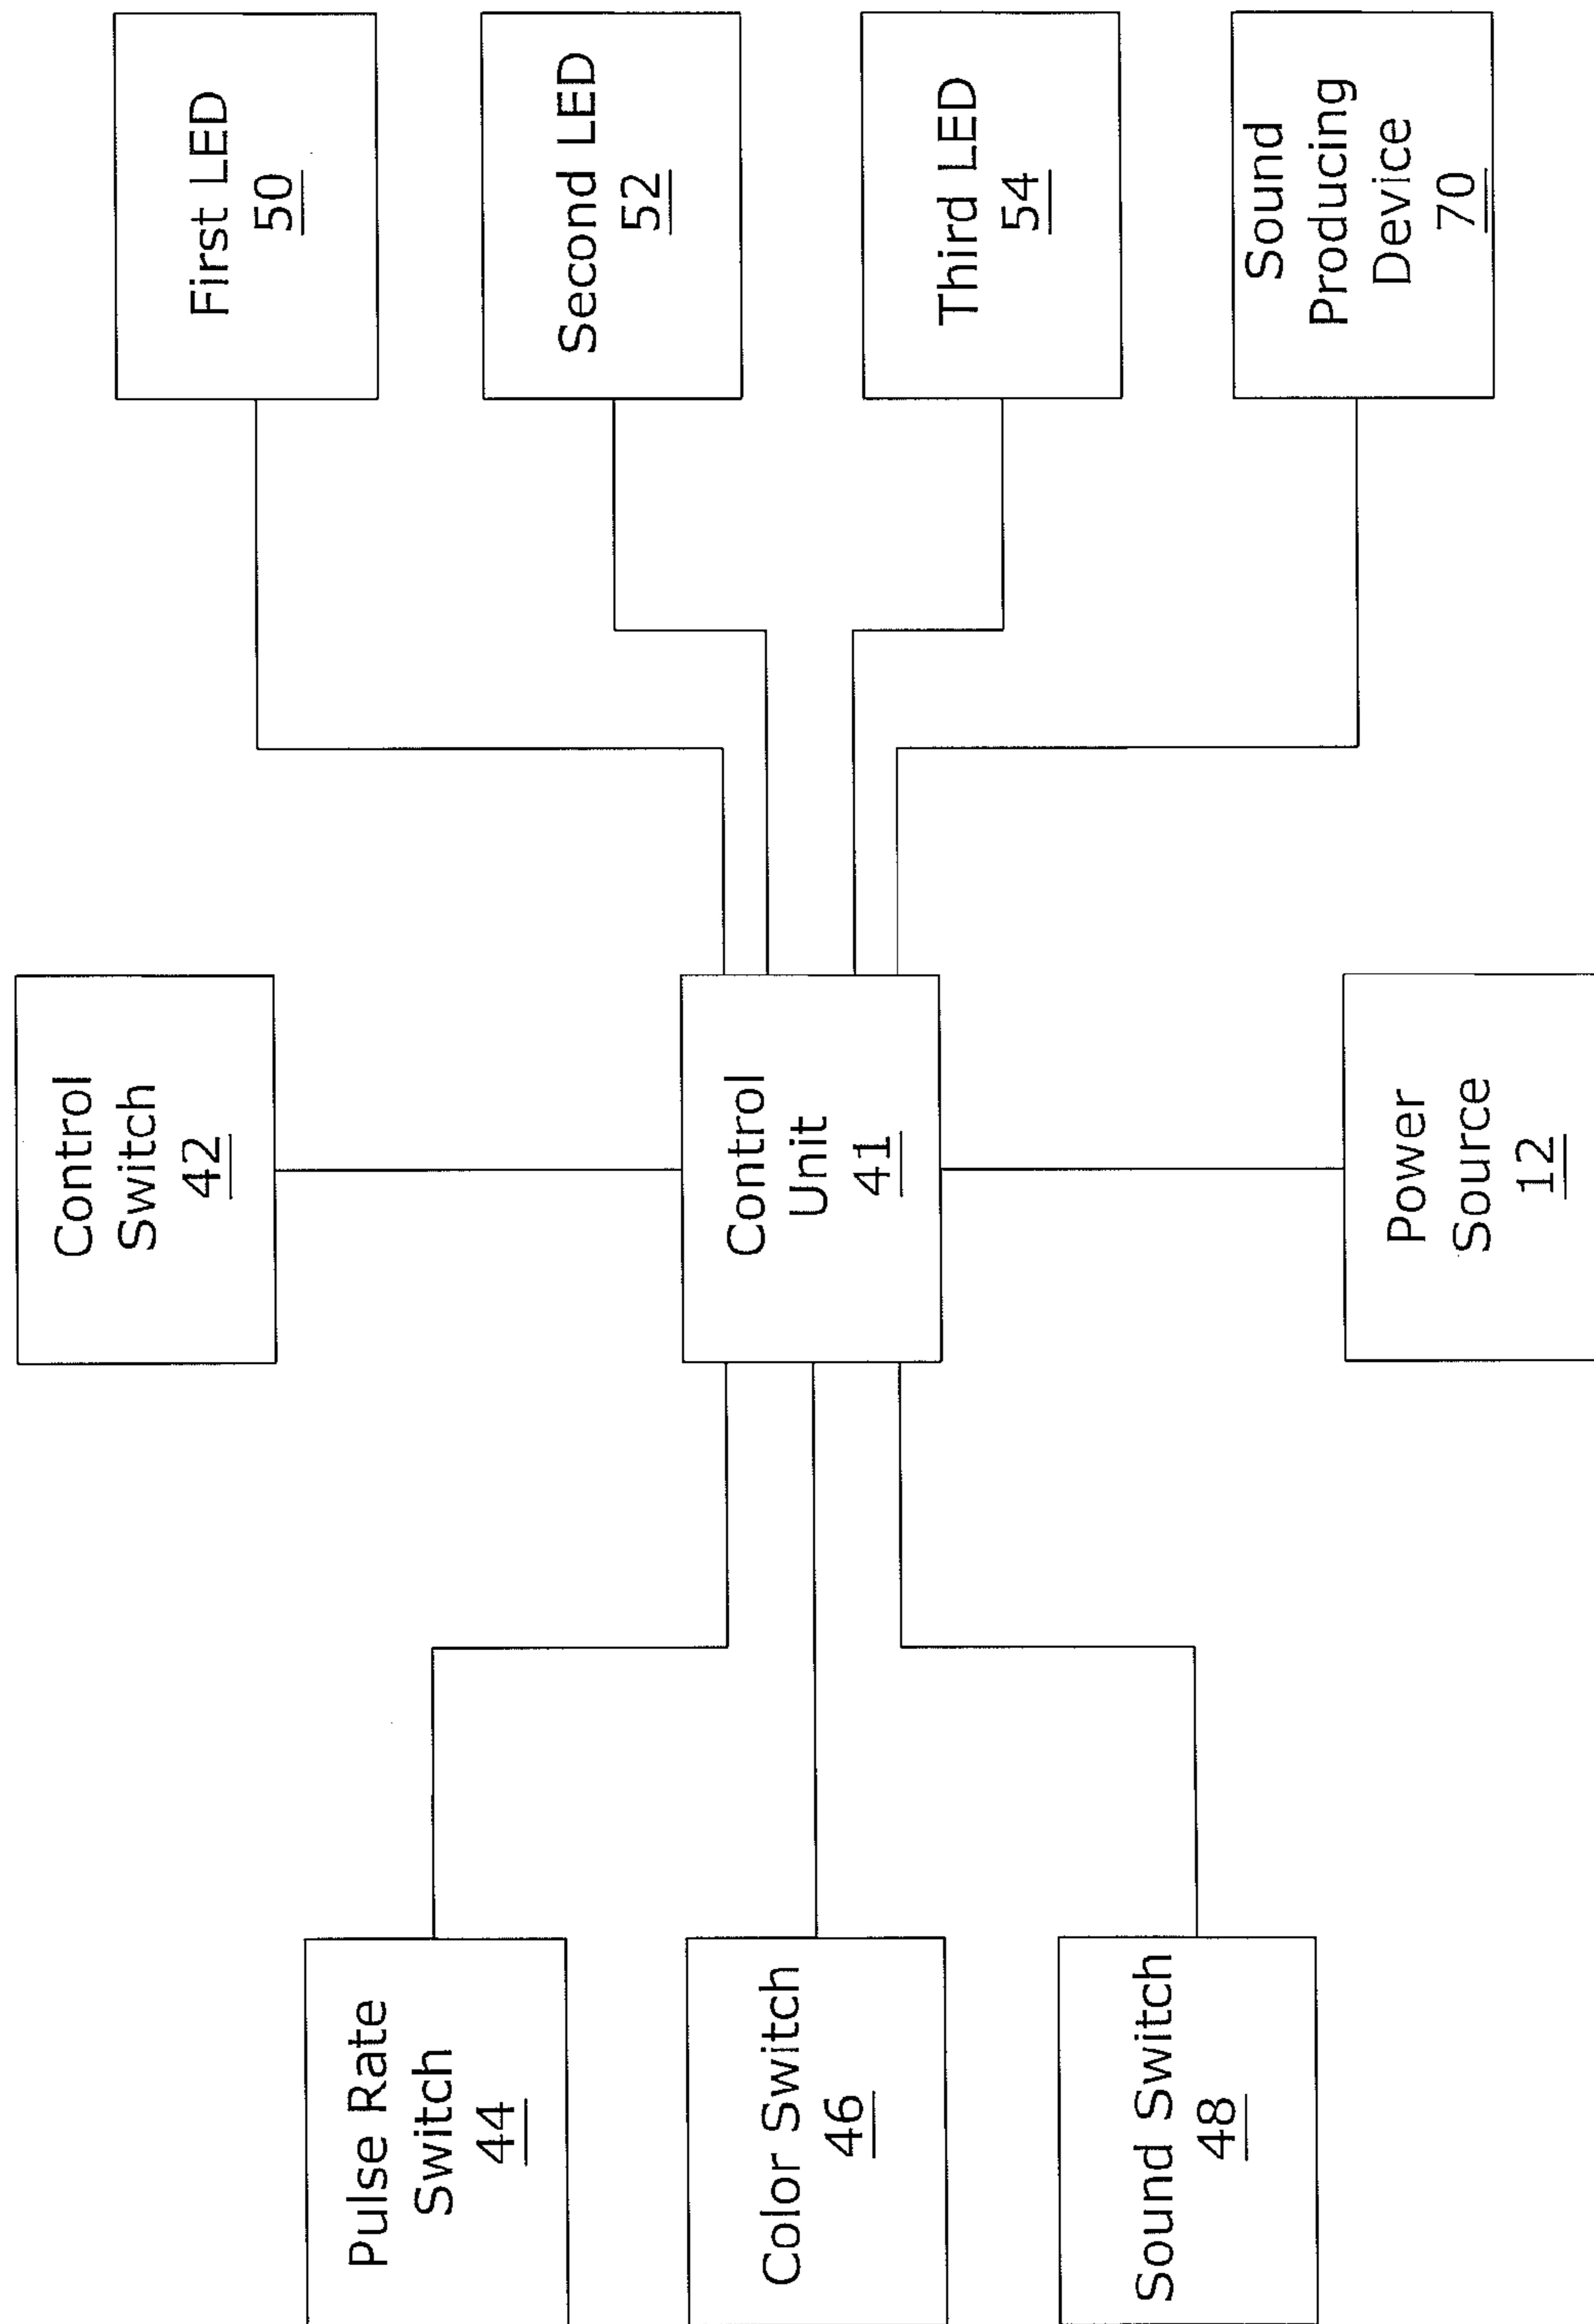 Control
Switch
42
Pulse Rate
Switch
44
First LED
50
Color Switch
46
Control
Unit
41
Second LED
52
Third LED
54
Sound Switch
48
Sound
Producing
Device
70
Power
Source
12